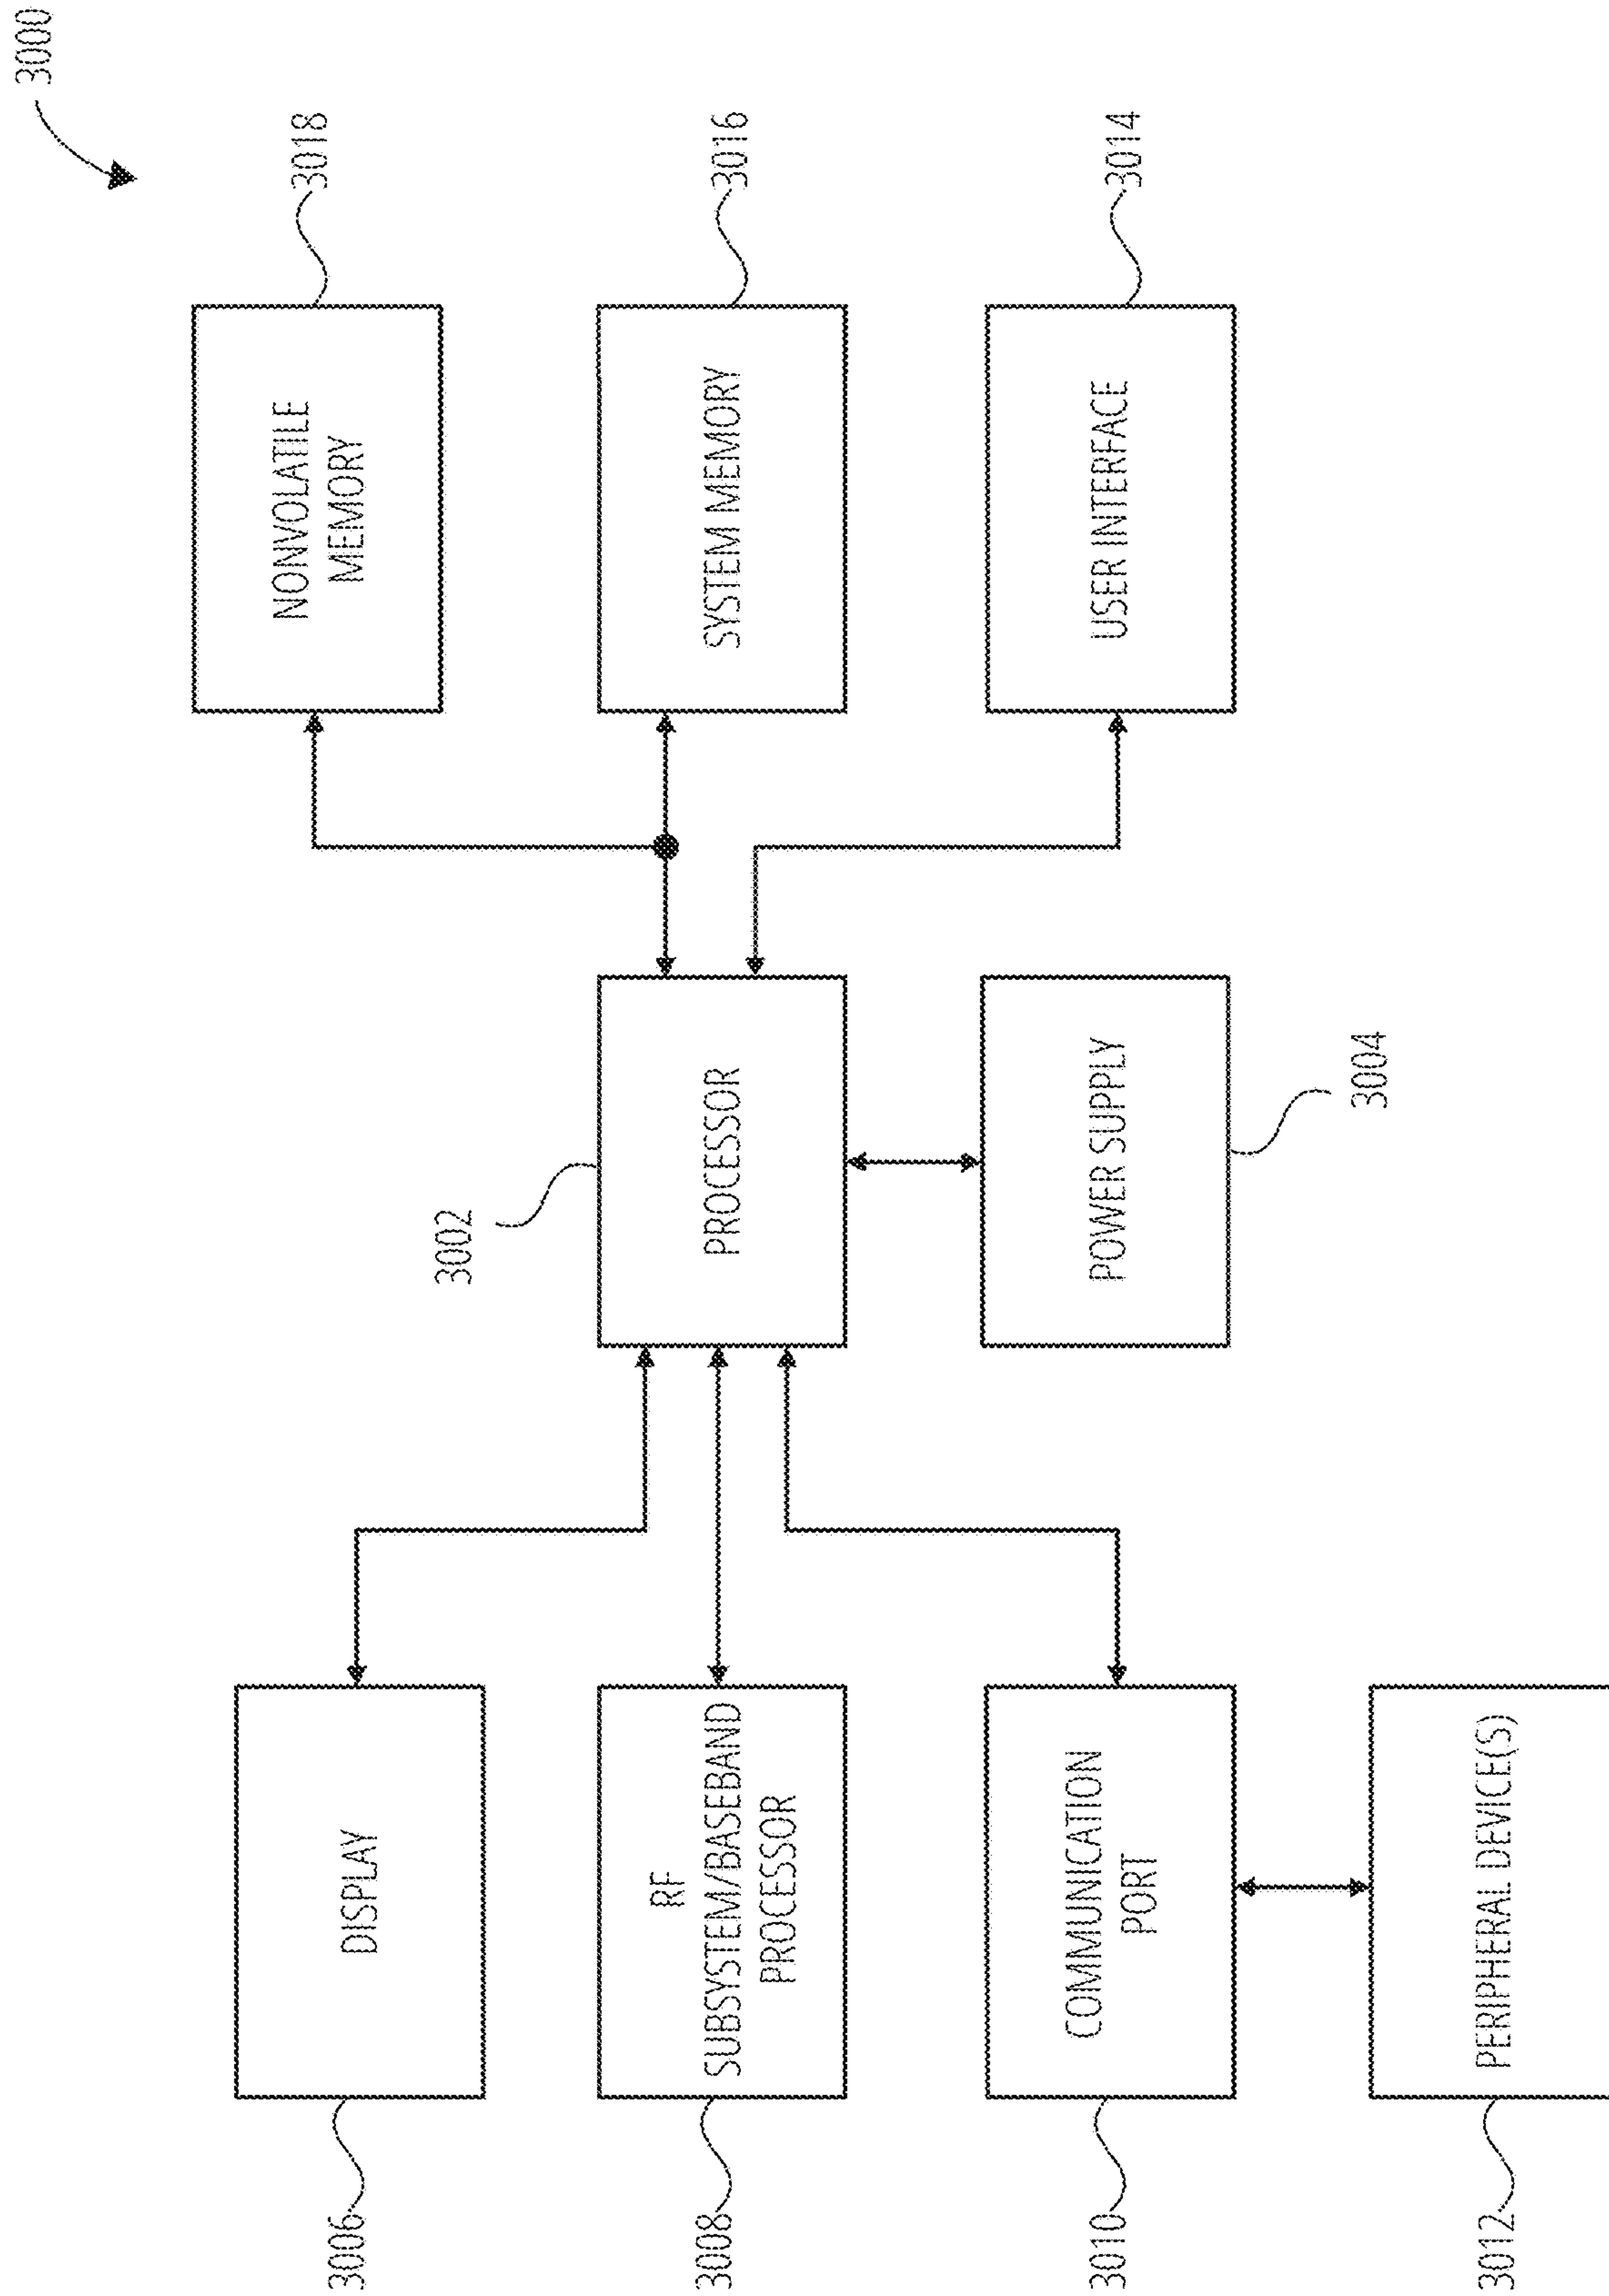 3000
3006
DISPLAY
3008
RF
SUBSYSTEM/BASEBAND
PROCESSOR
3010
COMMUNICATION
PORT
3012
PERIPHERAL DEVICE(S)
3002
PROCESSOR
POWER SUPPLY
3004
NONVOLATILE
MEMORY
3018
SYSTEM MEMORY
3016
USER INTERFACE
3014